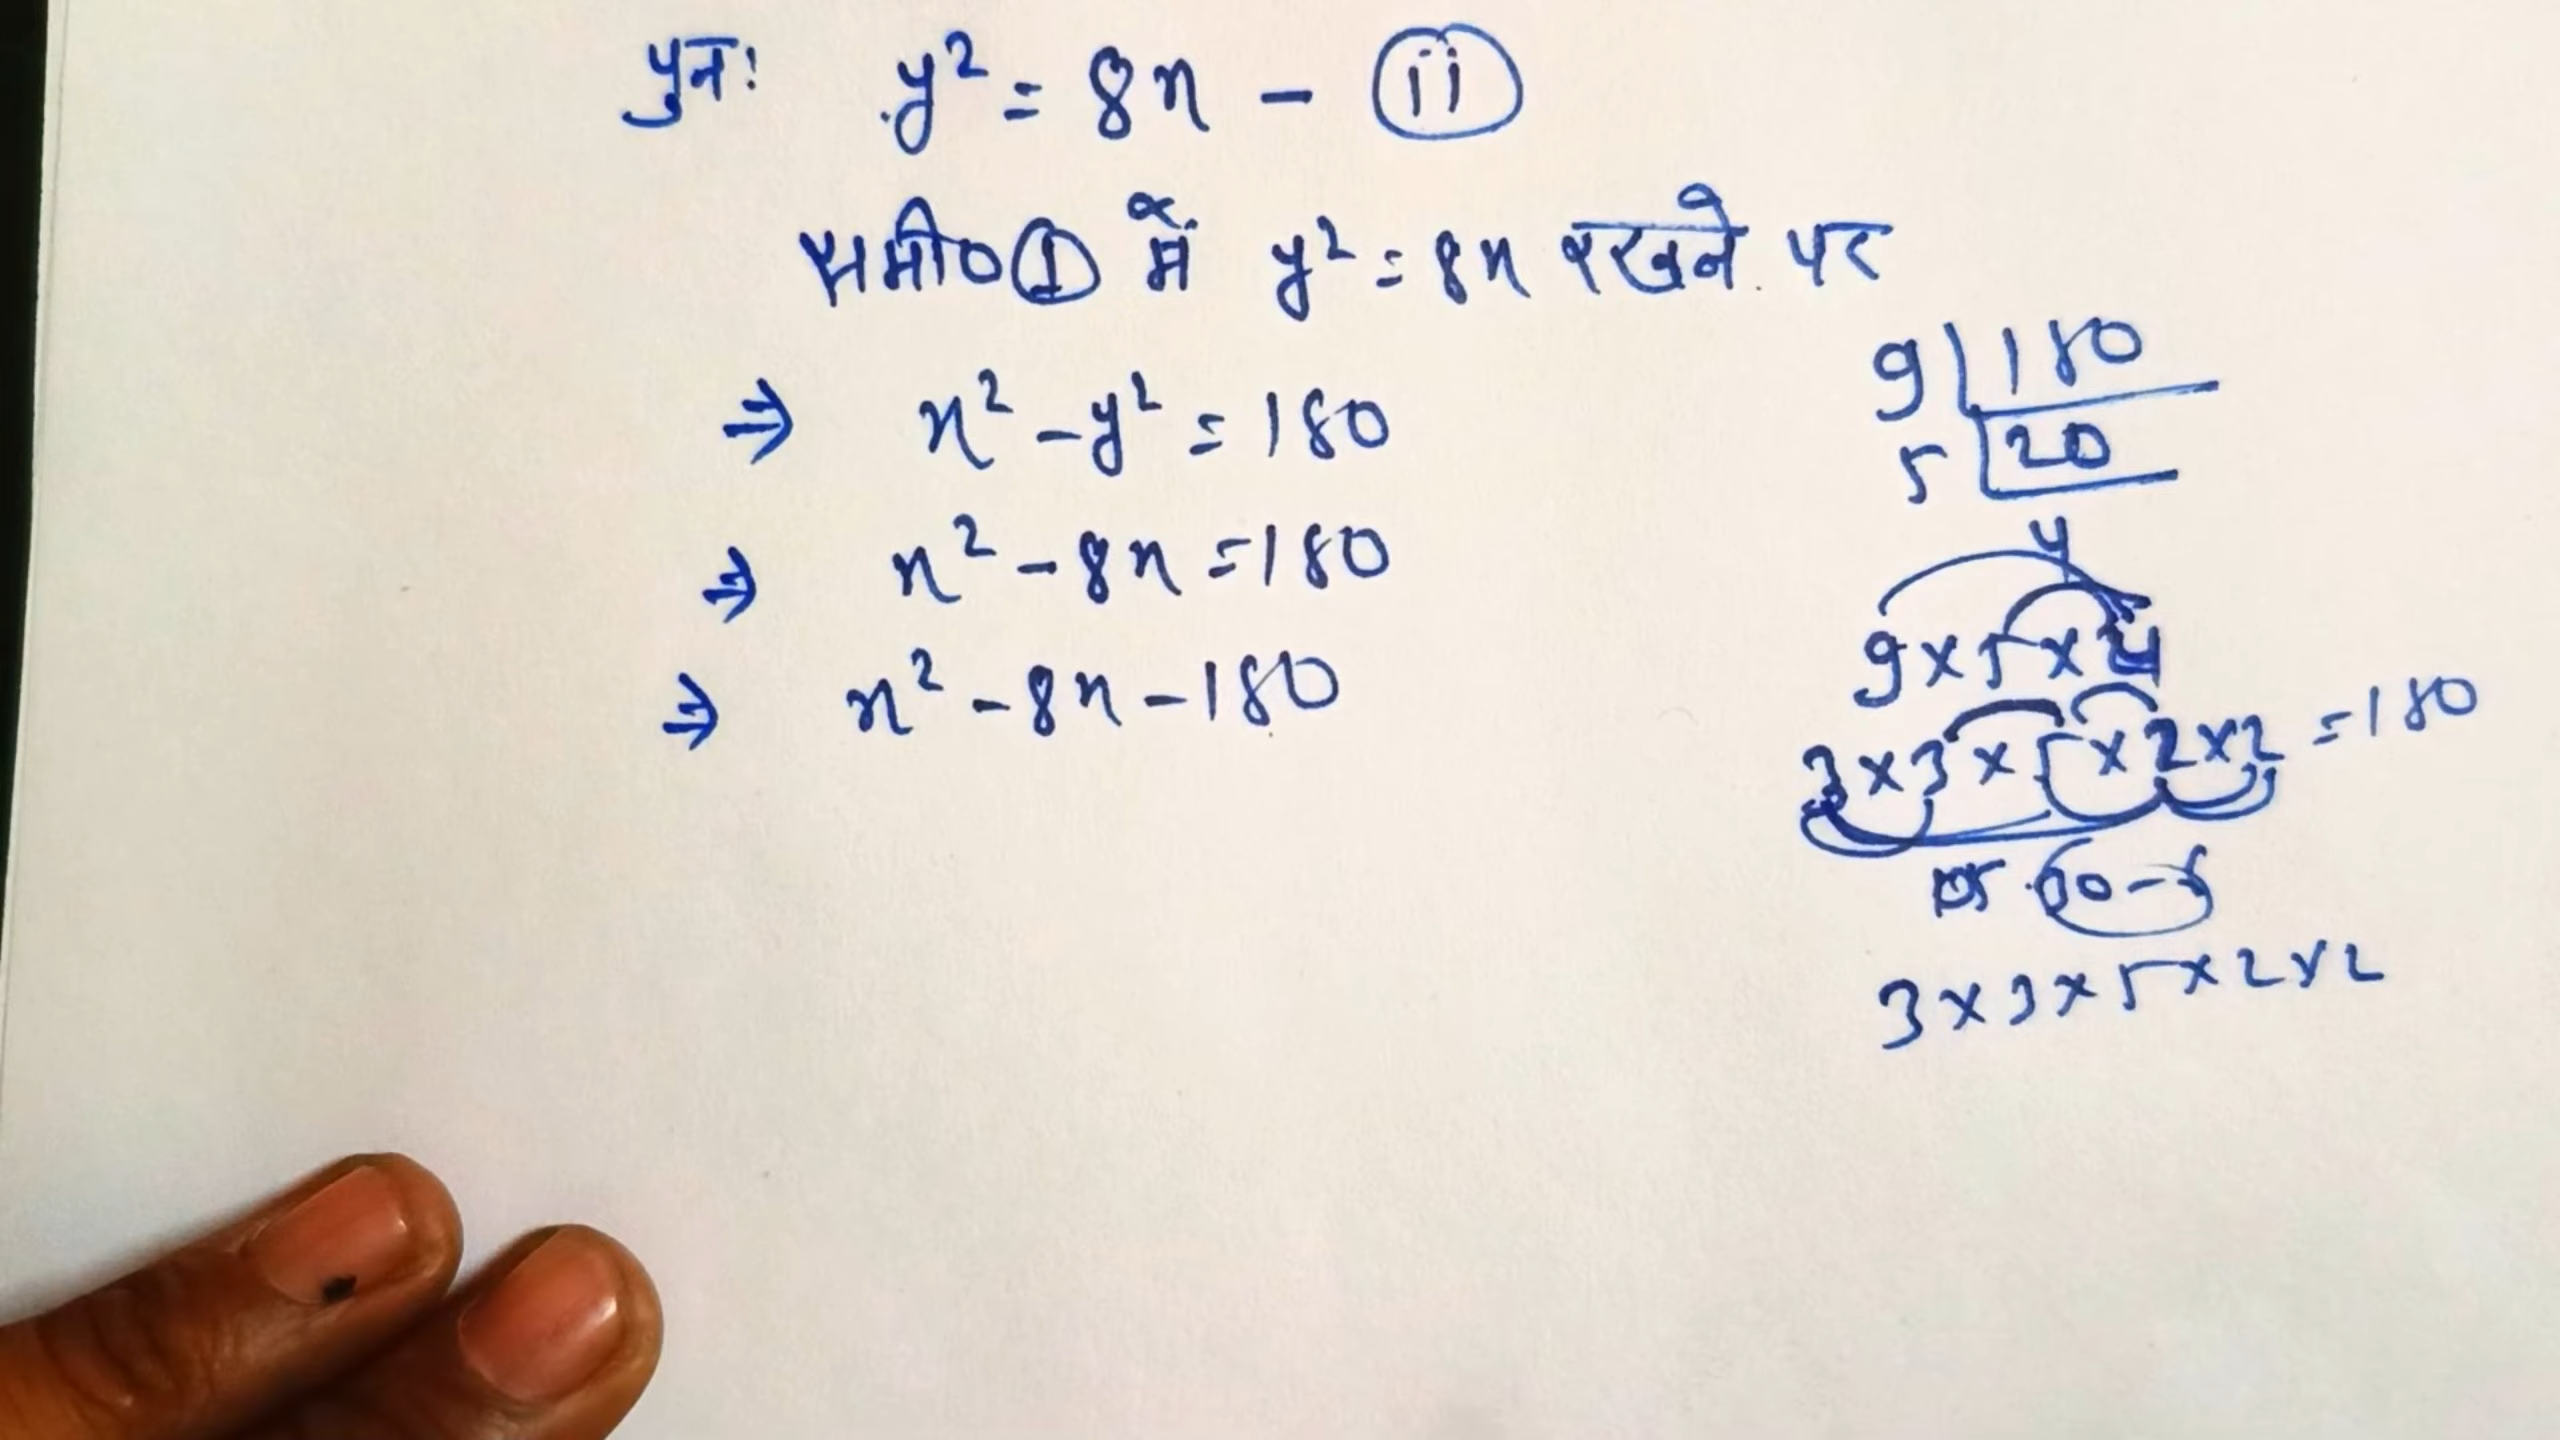 पुनः y² = 8x - ii
समी० I में y² = 8x रखने पर
⇒ x² - y² = 180
⇒ x² - 8x = 180
⇒ x² - 8x - 180
9 | 180
5 | 20
4
9 × 5 × 4
3 × 3 × 5 × 2 × 2 = 180
3 × 3 × 5 × 2 × 2